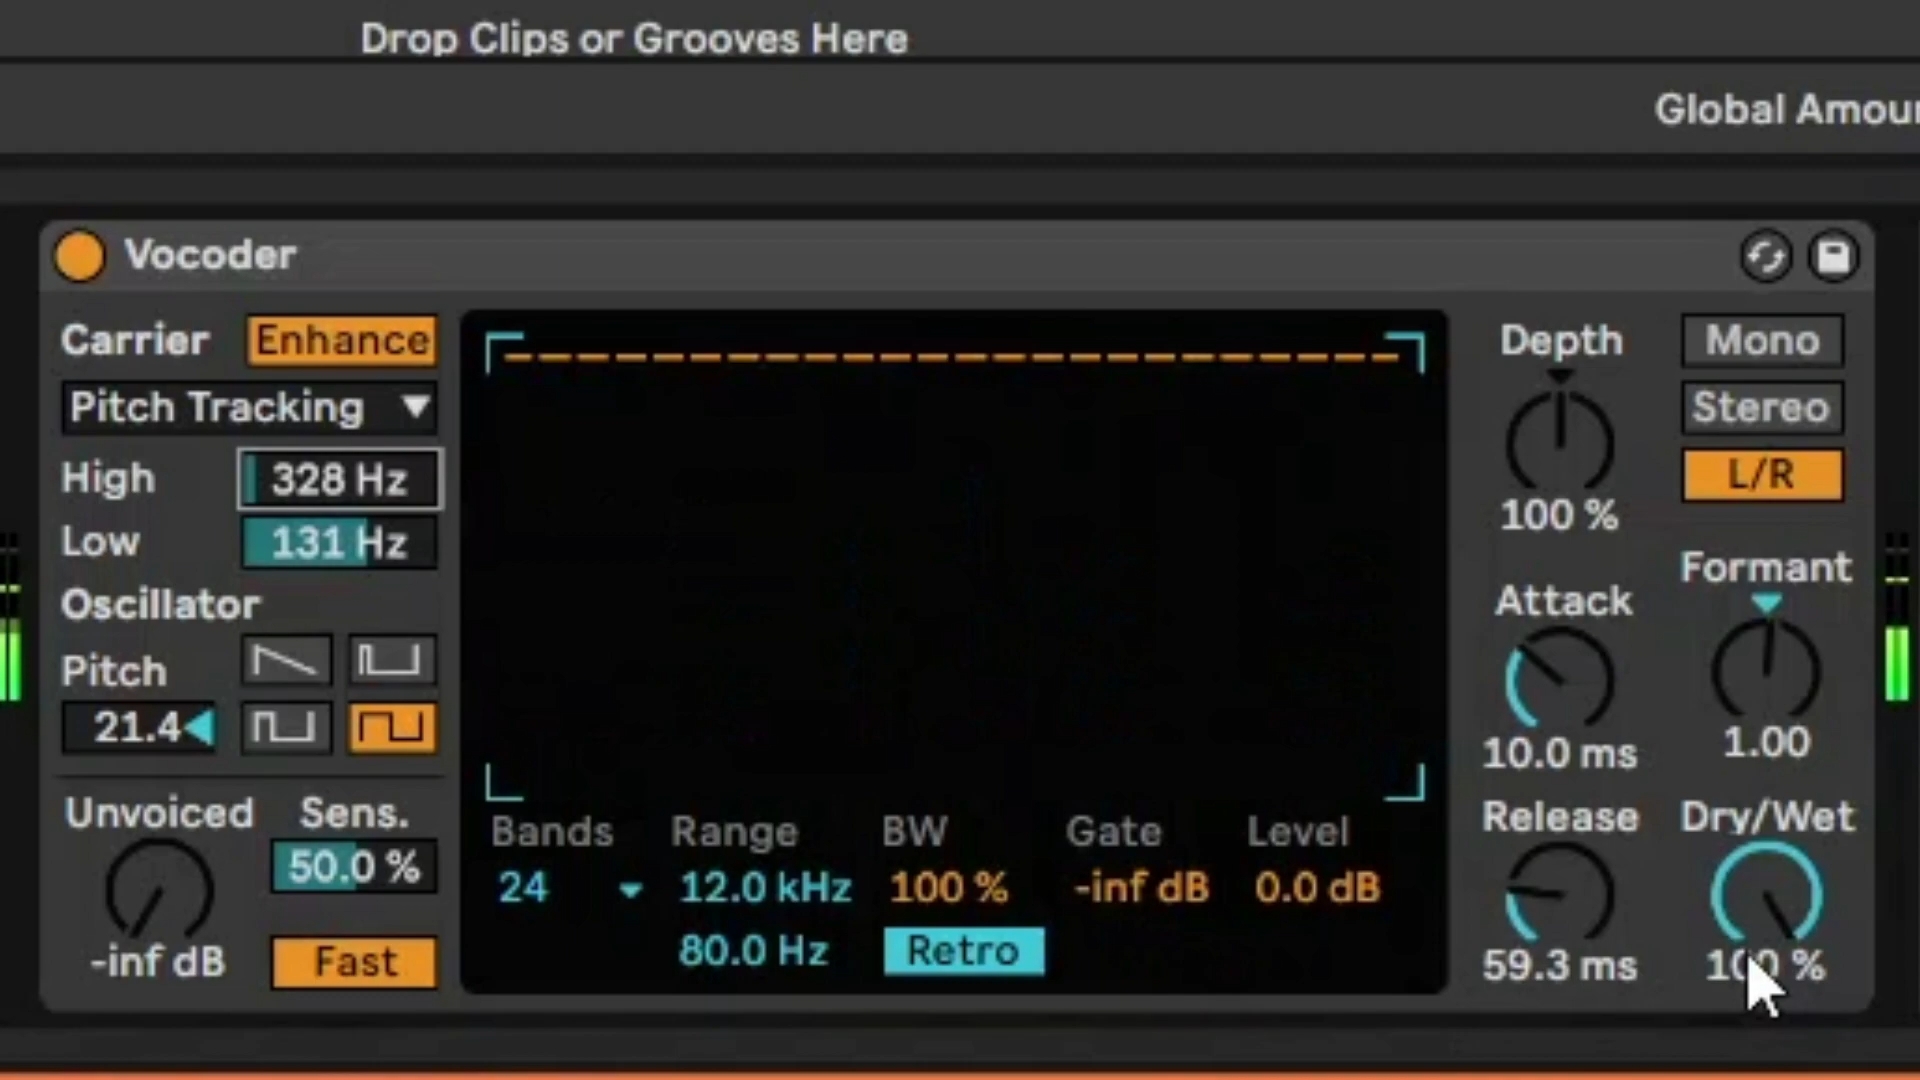 Drop Clips or Grooves Here
Global Amour
Vocoder
Carrier Enhance
Pitch Tracking
High 328 Hz
Low 131 Hz
Oscillator
Pitch
21.4
Unvoiced Sens.
50.0 %
-inf dB Fast
Bands Range BW Gate Level
24 12.0 kHz 100 % -inf dB 0.0 dB
80.0 Hz Retro
Depth
100 %
Attack
10.0 ms
Release
59.3 ms
Mono
Stereo
L/R
Formant
1.00
Dry/Wet
100 %